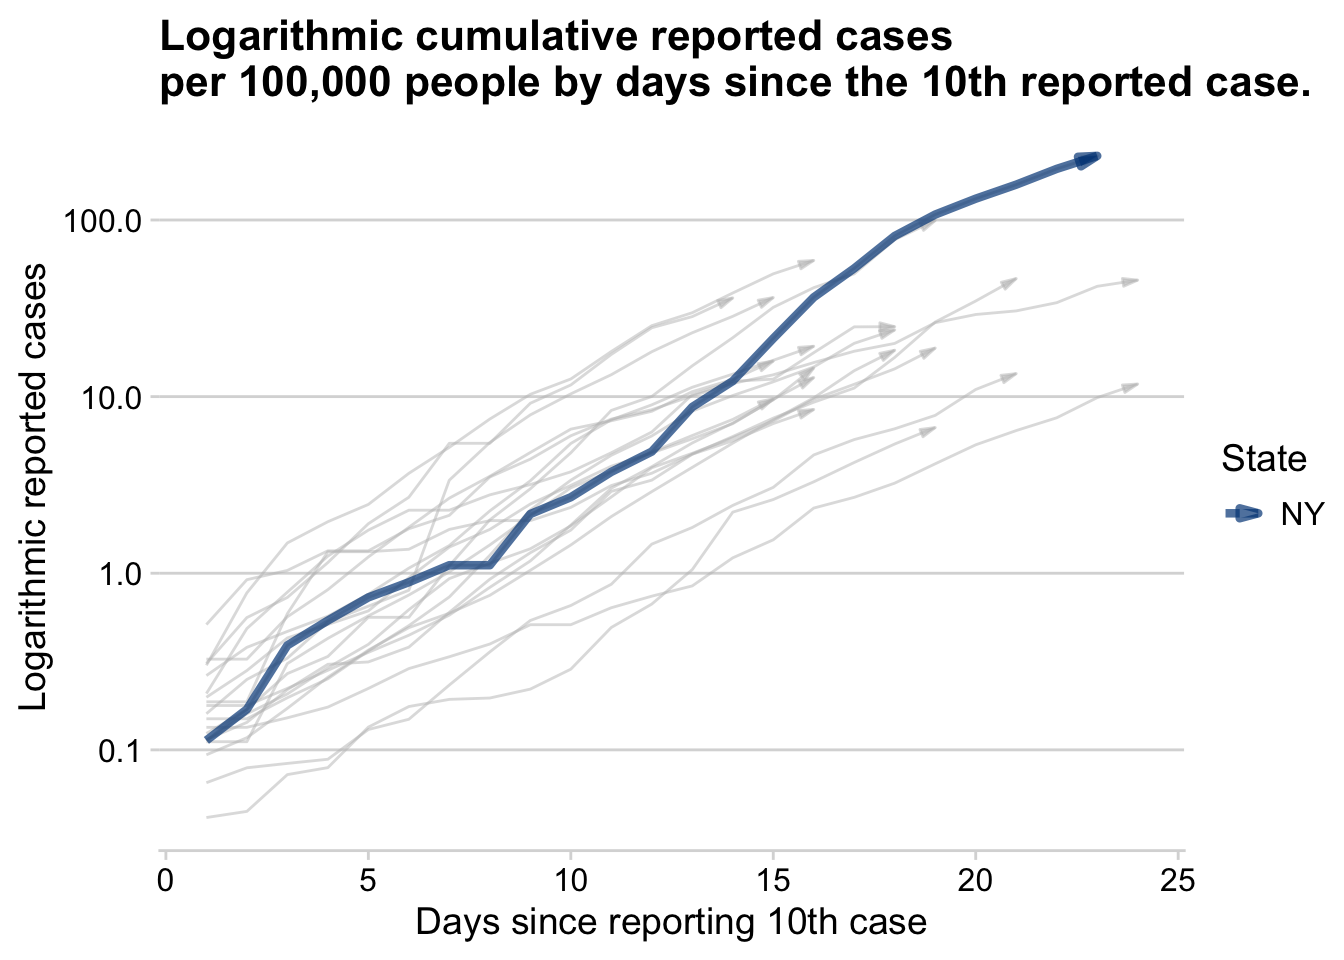 Logarithmic cumulative reported cases
per 100,000 people by days since the 10th reported case.
Logarithmic reported cases
100.0
10.0
1.0
0.1
0
5
10
15
20
25
Days since reporting 10th case
State
NY